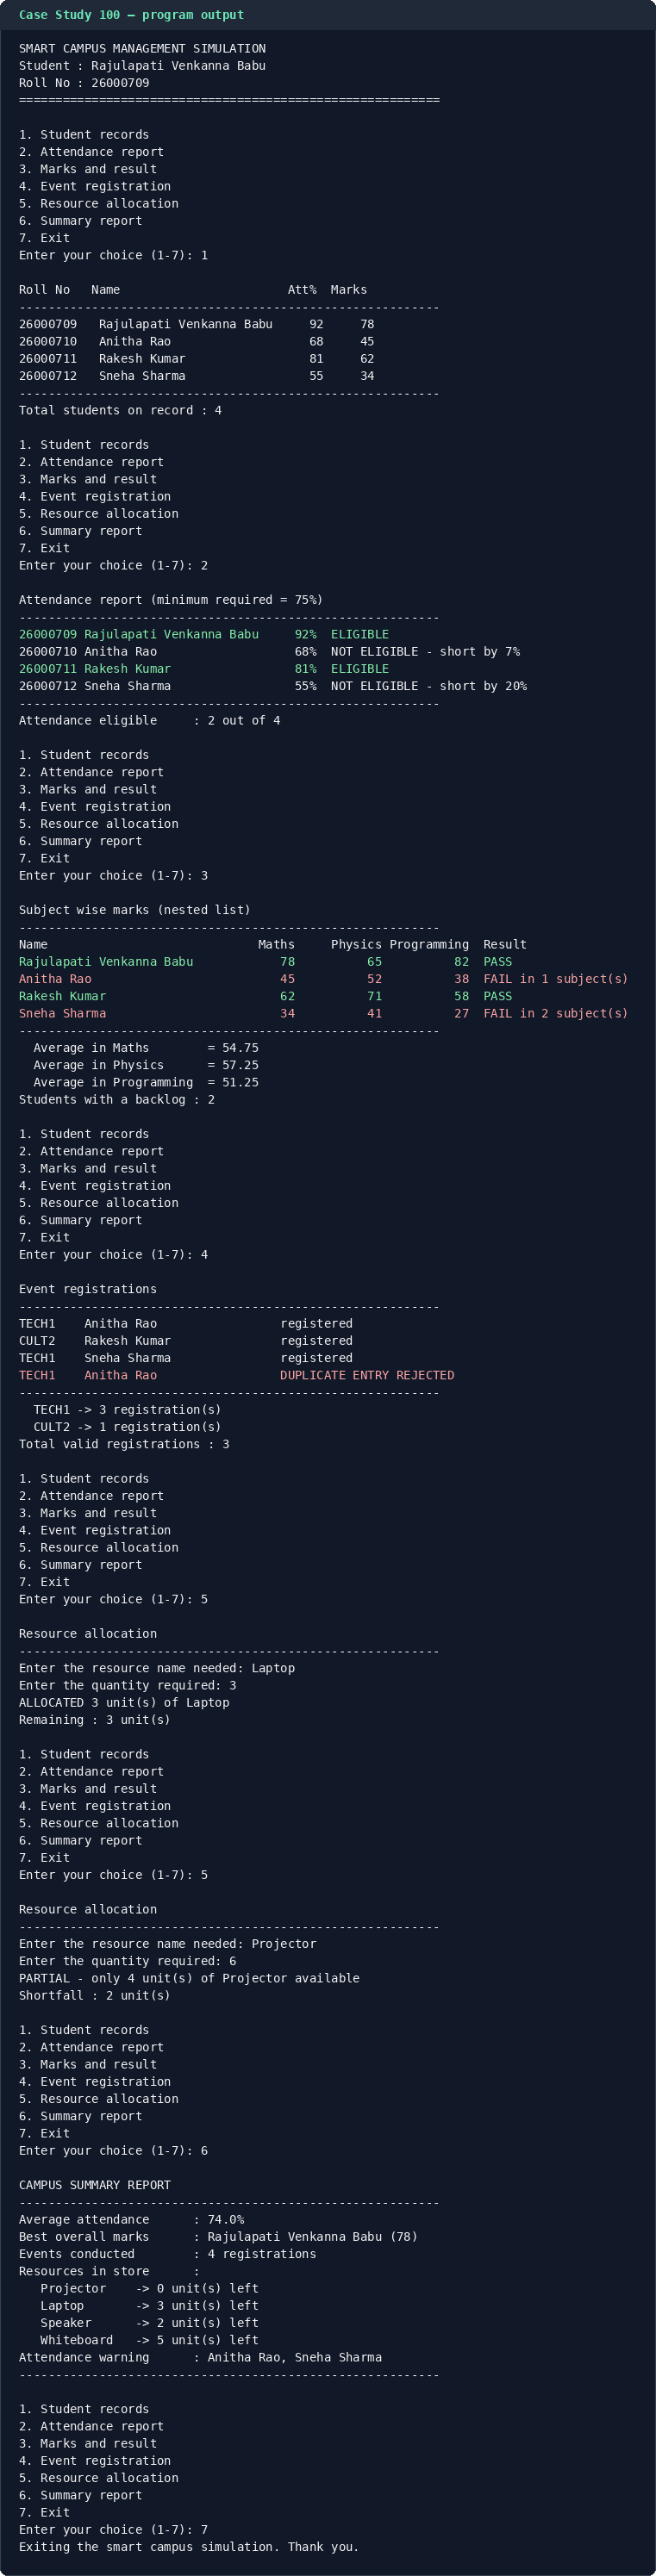 Case Study 100 — program output
SMART CAMPUS MANAGEMENT SIMULATION
Student : Rajulapati Venkanna Babu
Roll No : 26000709
==========================================================
1. Student records
2. Attendance report
3. Marks and result
4. Event registration
5. Resource allocation
6. Summary report
7. Exit
Enter your choice (1-7): 1
Roll No   Name                       Att%  Marks
----------------------------------------------------------
26000709   Rajulapati Venkanna Babu     92     78
26000710   Anitha Rao                   68     45
26000711   Rakesh Kumar                 81     62
26000712   Sneha Sharma                 55     34
----------------------------------------------------------
Total students on record : 4
1. Student records
2. Attendance report
3. Marks and result
4. Event registration
5. Resource allocation
6. Summary report
7. Exit
Enter your choice (1-7): 2
Attendance report (minimum required = 75%)
----------------------------------------------------------
26000709 Rajulapati Venkanna Babu     92%  ELIGIBLE
26000710 Anitha Rao                   68%  NOT ELIGIBLE - short by 7%
26000711 Rakesh Kumar                 81%  ELIGIBLE
26000712 Sneha Sharma                 55%  NOT ELIGIBLE - short by 20%
----------------------------------------------------------
Attendance eligible     : 2 out of 4
1. Student records
2. Attendance report
3. Marks and result
4. Event registration
5. Resource allocation
6. Summary report
7. Exit
Enter your choice (1-7): 3
Subject wise marks (nested list)
----------------------------------------------------------
Name                             Maths     Physics Programming  Result
Rajulapati Venkanna Babu            78          65          82  PASS
Anitha Rao                          45          52          38  FAIL in 1 subject(s)
Rakesh Kumar                        62          71          58  PASS
Sneha Sharma                        34          41          27  FAIL in 2 subject(s)
----------------------------------------------------------
  Average in Maths        = 54.75
  Average in Physics      = 57.25
  Average in Programming  = 51.25
Students with a backlog : 2
1. Student records
2. Attendance report
3. Marks and result
4. Event registration
5. Resource allocation
6. Summary report
7. Exit
Enter your choice (1-7): 4
Event registrations
----------------------------------------------------------
TECH1    Anitha Rao                 registered
CULT2    Rakesh Kumar               registered
TECH1    Sneha Sharma               registered
TECH1    Anitha Rao                 DUPLICATE ENTRY REJECTED
----------------------------------------------------------
  TECH1 -> 3 registration(s)
  CULT2 -> 1 registration(s)
Total valid registrations : 3
1. Student records
2. Attendance report
3. Marks and result
4. Event registration
5. Resource allocation
6. Summary report
7. Exit
Enter your choice (1-7): 5
Resource allocation
----------------------------------------------------------
Enter the resource name needed: Laptop
Enter the quantity required: 3
ALLOCATED 3 unit(s) of Laptop
Remaining : 3 unit(s)
1. Student records
2. Attendance report
3. Marks and result
4. Event registration
5. Resource allocation
6. Summary report
7. Exit
Enter your choice (1-7): 5
Resource allocation
----------------------------------------------------------
Enter the resource name needed: Projector
Enter the quantity required: 6
PARTIAL - only 4 unit(s) of Projector available
Shortfall : 2 unit(s)
1. Student records
2. Attendance report
3. Marks and result
4. Event registration
5. Resource allocation
6. Summary report
7. Exit
Enter your choice (1-7): 6
CAMPUS SUMMARY REPORT
----------------------------------------------------------
Average attendance      : 74.0%
Best overall marks      : Rajulapati Venkanna Babu (78)
Events conducted        : 4 registrations
Resources in store      :
   Projector    -> 0 unit(s) left
   Laptop       -> 3 unit(s) left
   Speaker      -> 2 unit(s) left
   Whiteboard   -> 5 unit(s) left
Attendance warning      : Anitha Rao, Sneha Sharma
----------------------------------------------------------
1. Student records
2. Attendance report
3. Marks and result
4. Event registration
5. Resource allocation
6. Summary report
7. Exit
Enter your choice (1-7): 7
Exiting the smart campus simulation. Thank you.